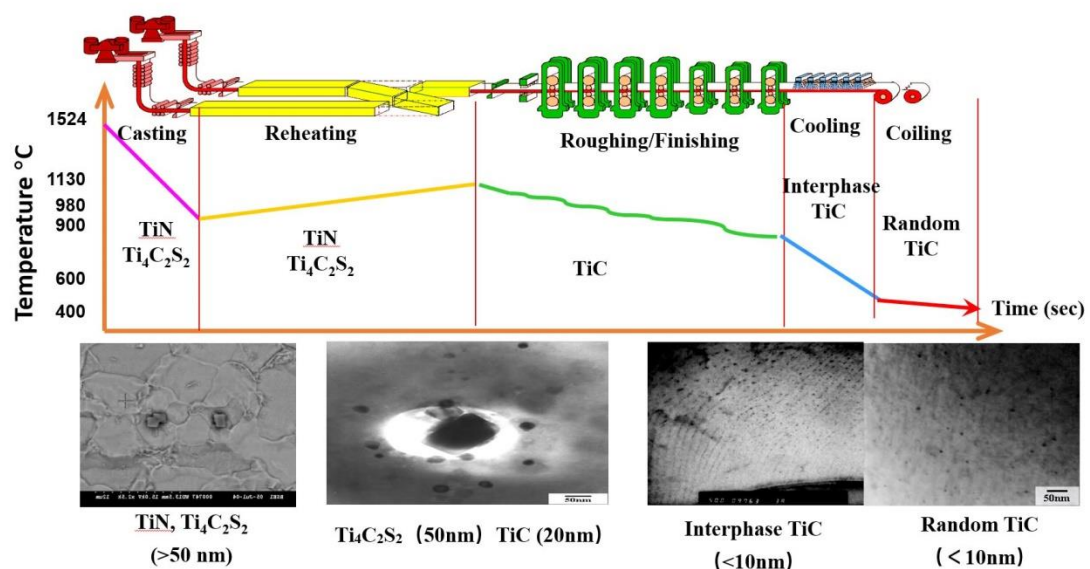 Temperature °C
1524
1130
980
900
600
400
Casting
Reheating
Roughing/Finishing
Cooling
Coiling
TiN
Ti₄C₂S₂
TiN
Ti₄C₂S₂
TiC
Interphase
TiC
Random
TiC
Time (sec)
50nm
50nm
TiN, Ti₄C₂S₂
(>50 nm)
Ti₄C₂S₂ (50nm) TiC (20nm)
Interphase TiC
(<10nm)
Random TiC
(<10nm)